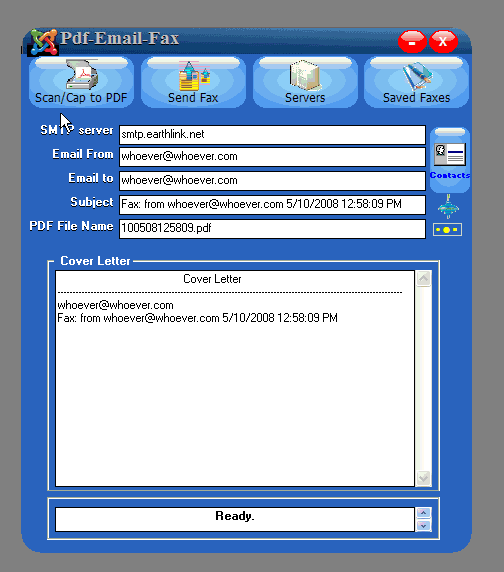 Pdf-Email-Fax
- x
Scan/Cap to PDF Send Fax Servers Saved Faxes
SMTP server smtp.earthlink.net
Email From whoever@whoever.com
Contacts
Email to whoever@whoever.com
Subject Fax: from whoever@whoever.com 5/10/2008 12:58:09 PM
PDF File Name 100508125809.pdf
Cover Letter
Cover Letter
--------------------------------------------------------------------------------
whoever@whoever.com
Fax: from whoever@whoever.com 5/10/2008 12:58:09 PM
Ready.